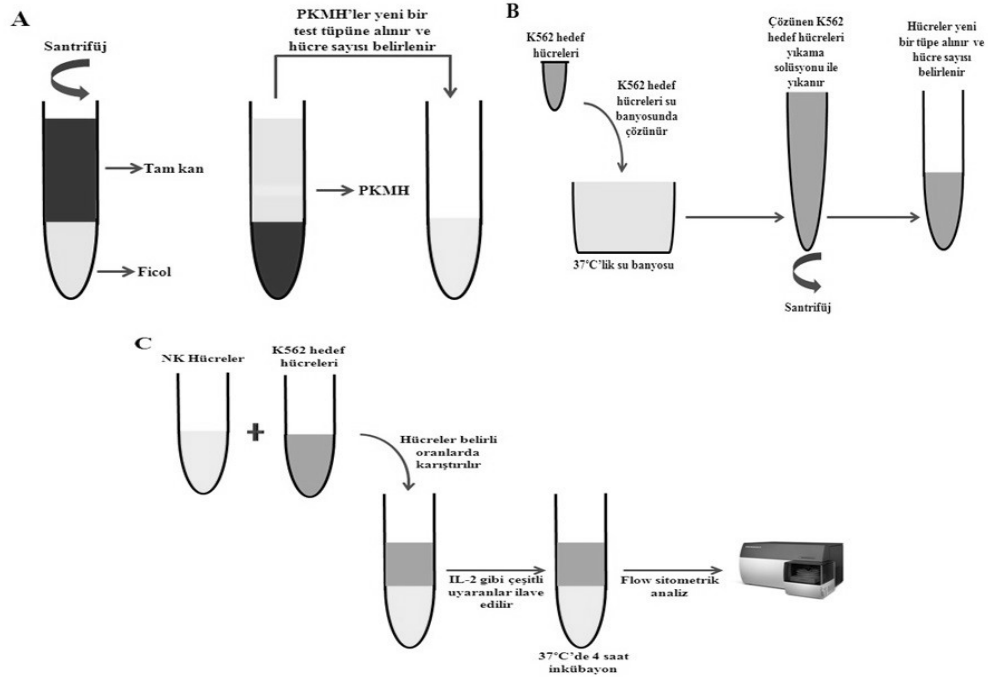 A
Santrifüj
Tam kan
Ficol
PKMH'ler yeni bir
test tüpüne alınır ve
hücre sayısı belirlenir
PKMH
B
K562 hedef
hücreleri
K562 hedef
hücreleri su
banyosunda
çözünür
37°C'lik su banyosu
Çözünen K562
hedef hücreleri
yıkama
solüsyonu ile
yıkanır
Santrifüj
Hücreler yeni
bir tüpe alınır ve
hücre sayısı
belirlenir
C
NK Hücreler
+
K562 hedef
hücreleri
Hücreler belirli
oranlarda
karıştırılır
IL-2 gibi çeşitli
uyaranlar ilave
edilir
37°C'de 4 saat
inkübayon
Flow sitometrik
analiz